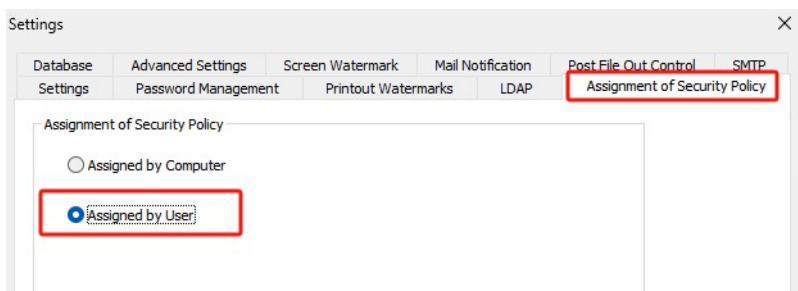 Settings
Database Advanced Settings Screen Watermark Mail Notification Post File Out Control SMTP
Settings Password Management Printout Watermarks LDAP Assignment of Security Policy
Assignment of Security Policy
Assigned by Computer
Assigned by User